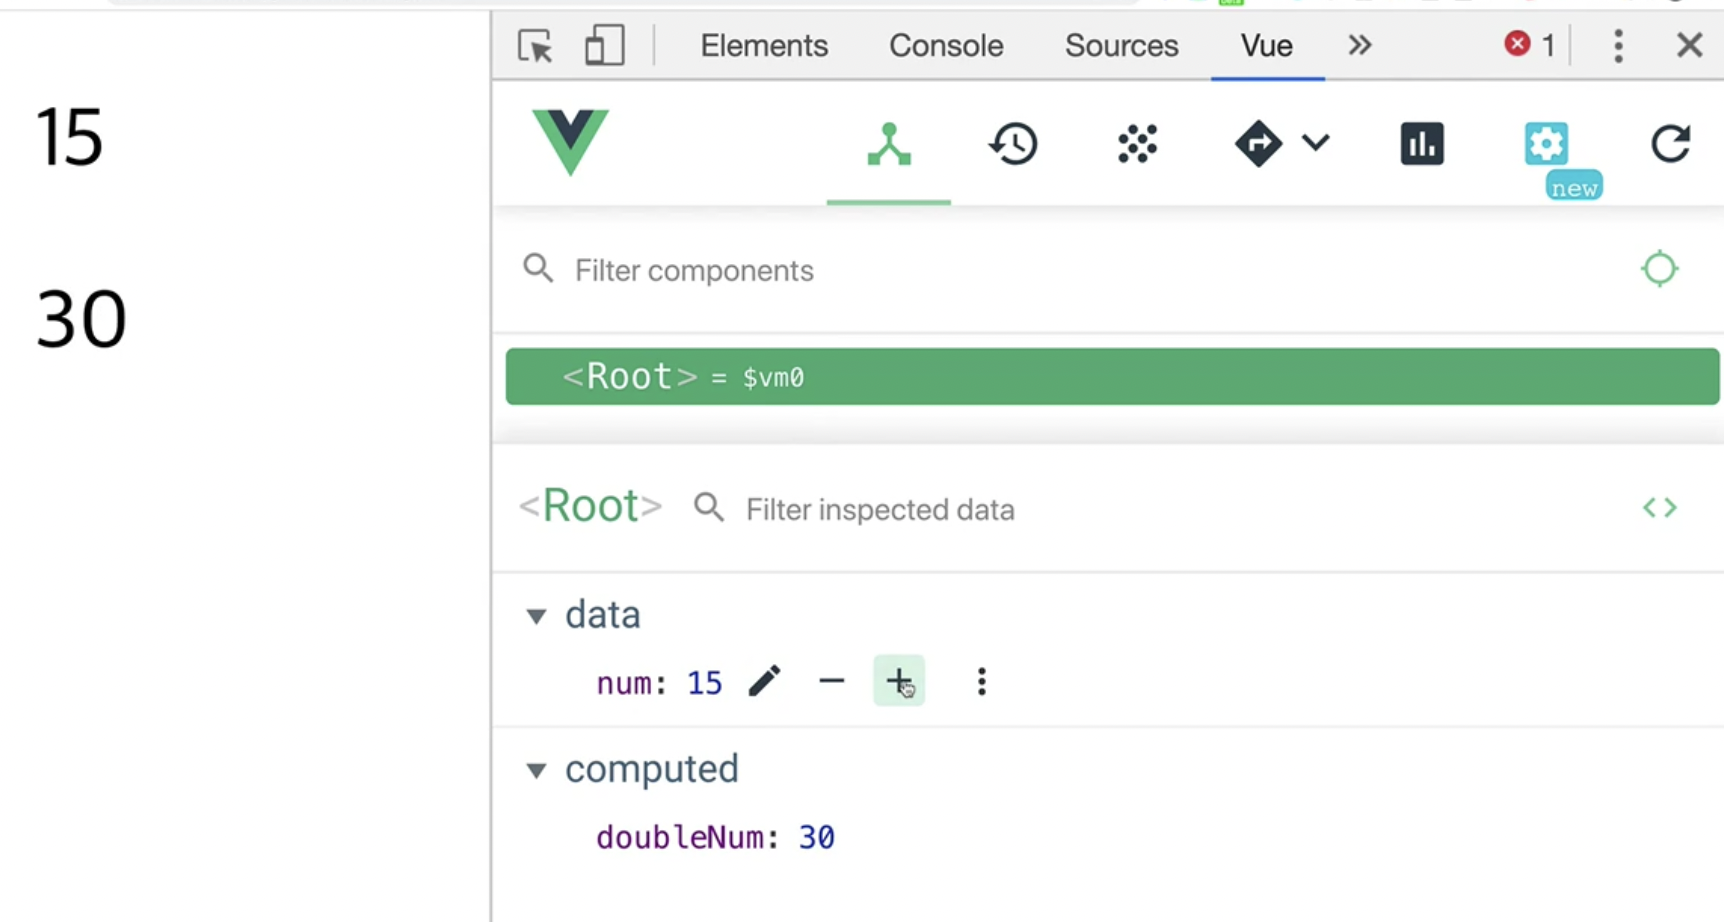 15
30
Elements Console Sources Vue 1
new
Filter components
<Root> = $vm0
<Root> Filter inspected data
data
num: 15
computed
doubleNum: 30